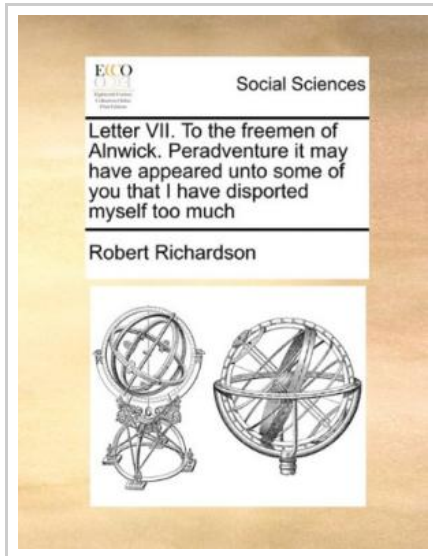 ECCO
Social Sciences
Letter VII. To the freemen of
Alnwick. Peradventure it may
have appeared unto some of
you that I have disported
myself too much
Robert Richardson